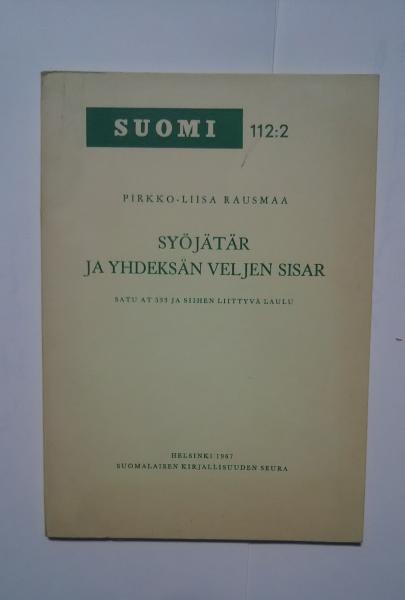 SUOMI 112:2
PIRKKO-LIISA RAUSMAA
SYÖJÄTÄR
JA YHDEKSÄN VELJEN SISAR
SATU AT 533 JA SIIHEN LIITTYVÄ LAULU
HELSINKI 1967
SUOMALAISEN KIRJALLISUUDEN SEURA